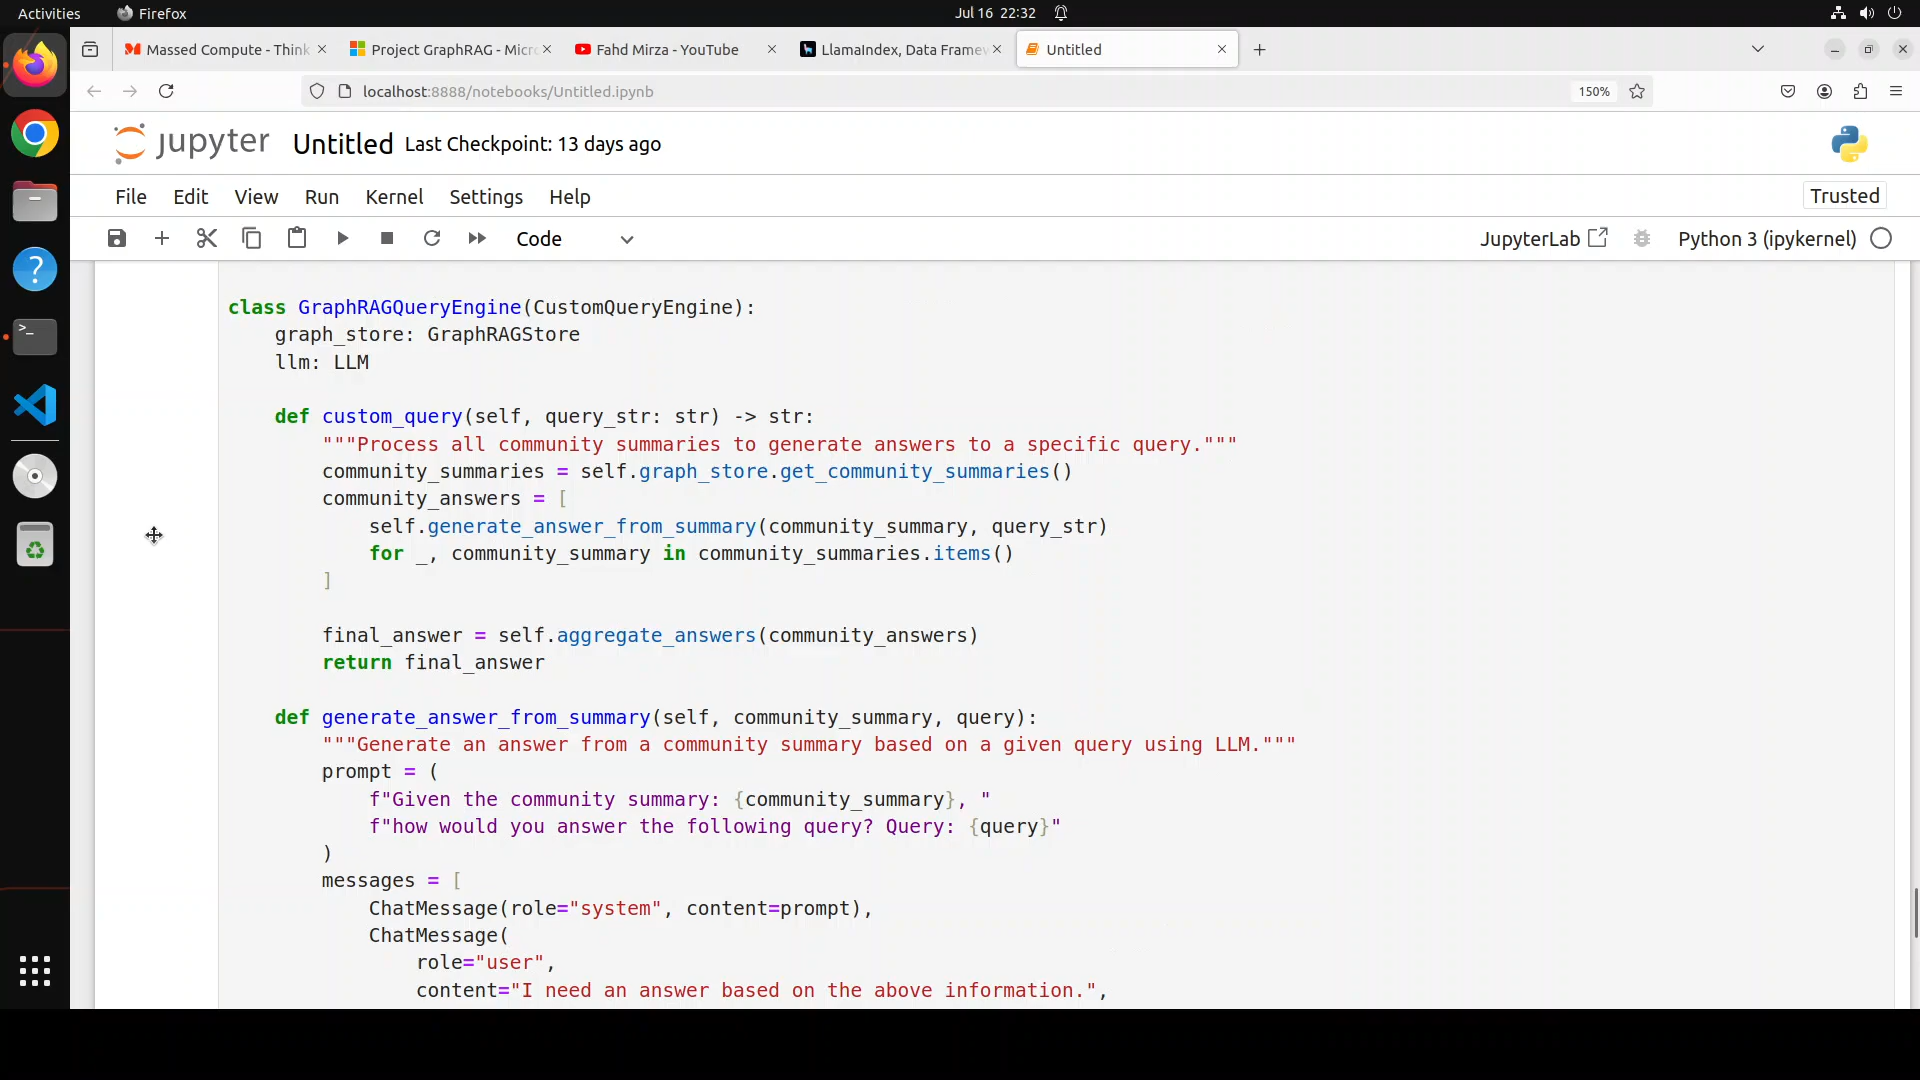 Activities
Firefox
Jul 16 22:32
Massed Compute - Think
Project GraphRAG - Micr
Fahd Mirza - YouTube
LlamaIndex, Data Framew
Untitled
localhost:8888/notebooks/Untitled.ipynb
150%
jupyter
Untitled Last Checkpoint: 13 days ago
File Edit View Run Kernel Settings Help
Trusted
Code
JupyterLab
Python 3 (ipykernel)
class GraphRAGQueryEngine(CustomQueryEngine):
    graph_store: GraphRAGStore
    llm: LLM
    def custom_query(self, query_str: str) -> str:
        """Process all community summaries to generate answers to a specific query."""
        community_summaries = self.graph_store.get_community_summaries()
        community_answers = [
            self.generate_answer_from_summary(community_summary, query_str)
            for _, community_summary in community_summaries.items()
        ]
        final_answer = self.aggregate_answers(community_answers)
        return final_answer
    def generate_answer_from_summary(self, community_summary, query):
        """Generate an answer from a community summary based on a given query using LLM."""
        prompt = (
            f"Given the community summary: {community_summary}, "
            f"how would you answer the following query? Query: {query}"
        )
        messages = [
            ChatMessage(role="system", content=prompt),
            ChatMessage(
                role="user",
                content="I need an answer based on the above information.",